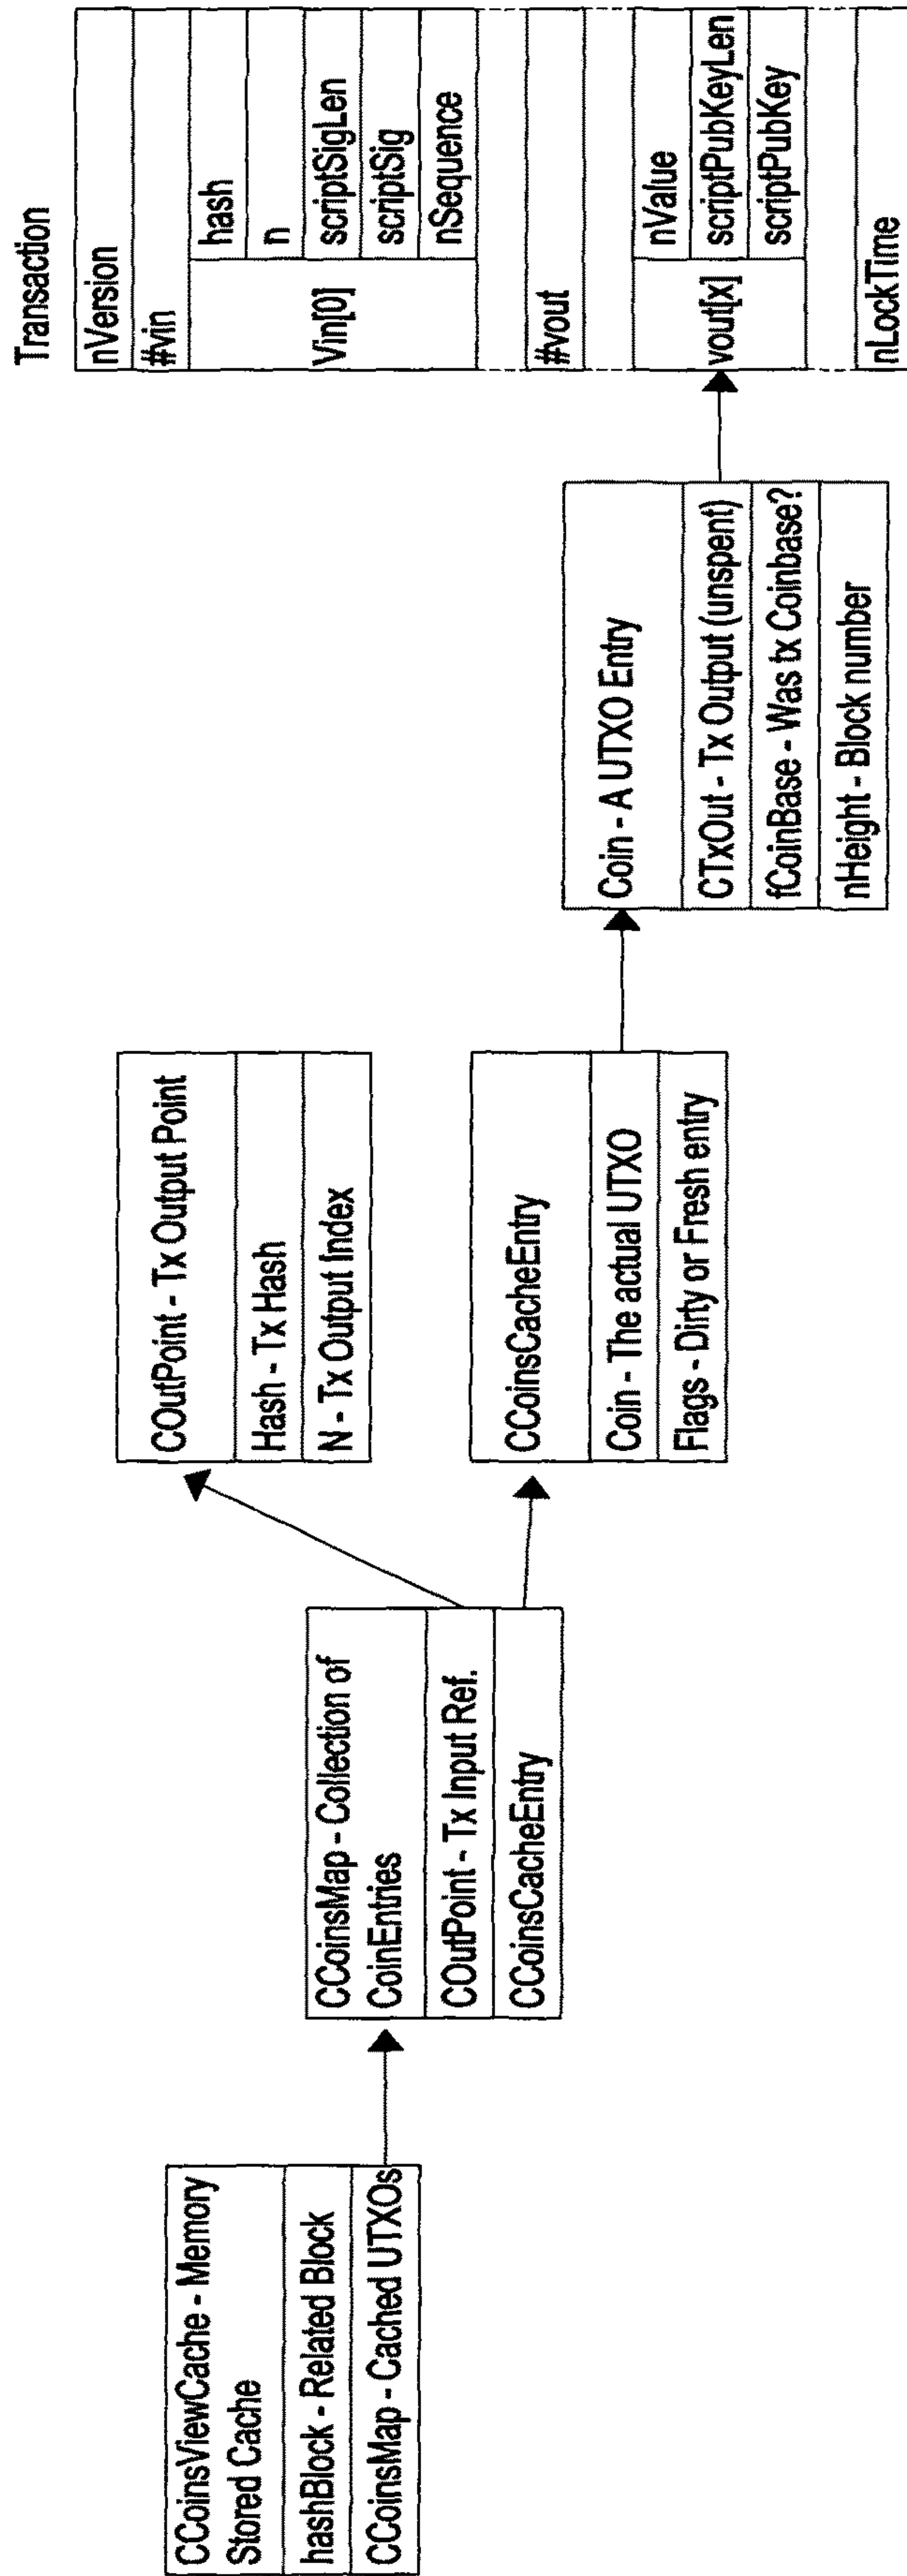 CCoinsViewCache - Memory
Stored Cache
hashBlock - Related Block
CCoinsMap - Cached UTXOs
CCoinsMap - Collection of
CoinEntries
COutPoint - Tx Input Ref.
CCoinsCacheEntry
COutPoint - Tx Output Point
Hash - Tx Hash
N - Tx Output Index
CCoinsCacheEntry
Coin - The actual UTXO
Flags - Dirty or Fresh entry
Coin - A UTXO Entry
CTxOut - Tx Output (unspent)
fCoinBase - Was tx Coinbase?
nHeight - Block number
Transaction
nVersion
#vin
Vin[0]
hash
n
scriptSigLen
scriptSig
nSequence
#vout
vout[x]
nValue
scriptPubKeyLen
scriptPubKey
nLockTime